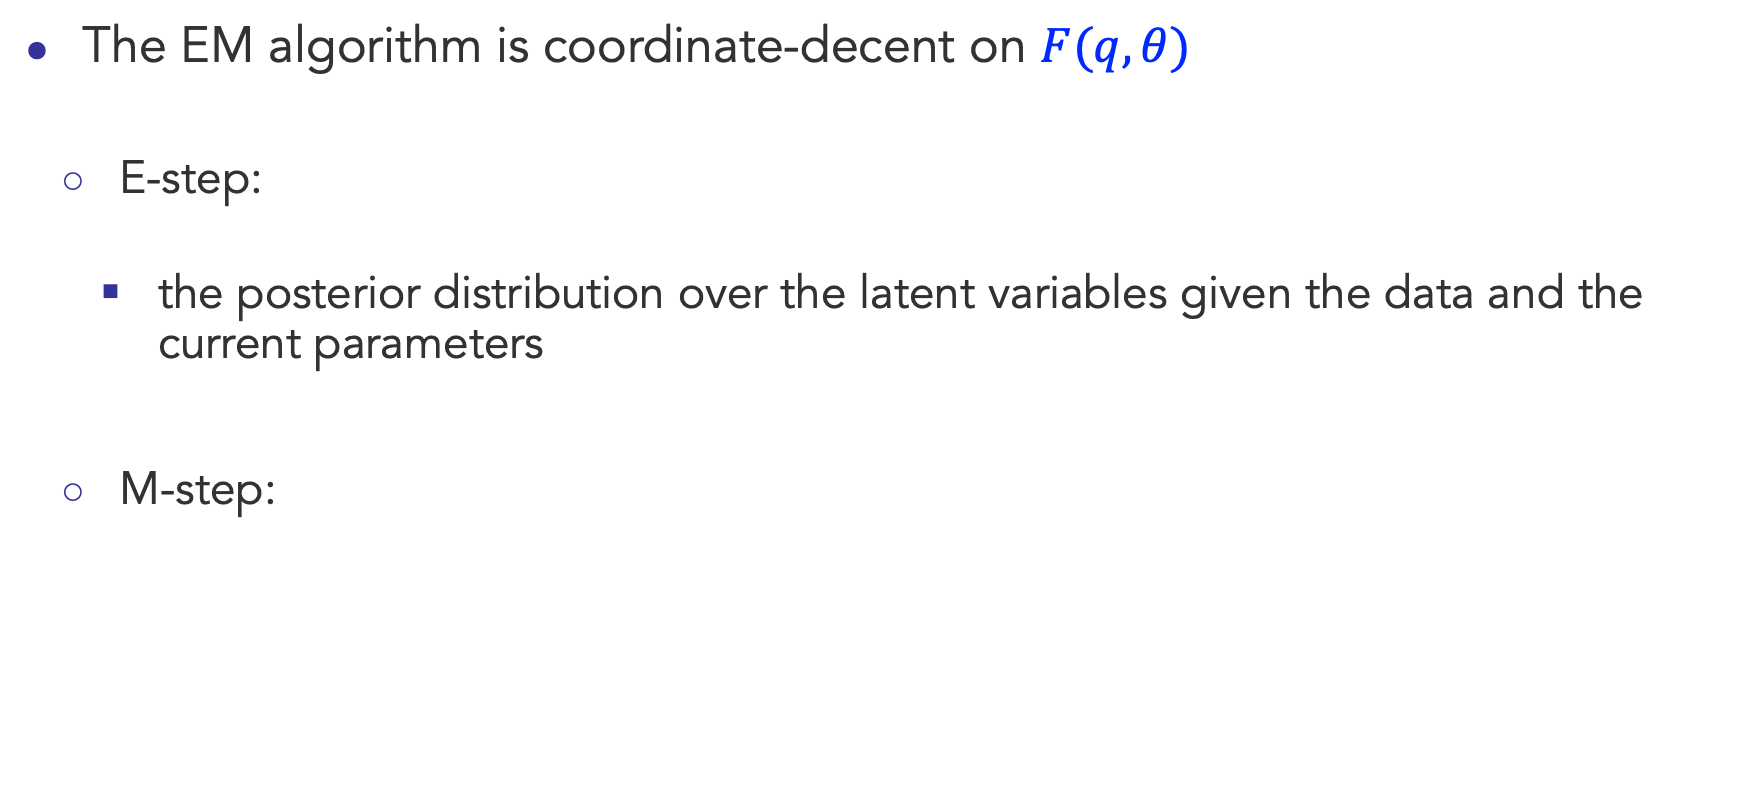 • The EM algorithm is coordinate-decent on F(q, θ)
○ E-step:
▪ the posterior distribution over the latent variables given the data and the
current parameters
○ M-step: